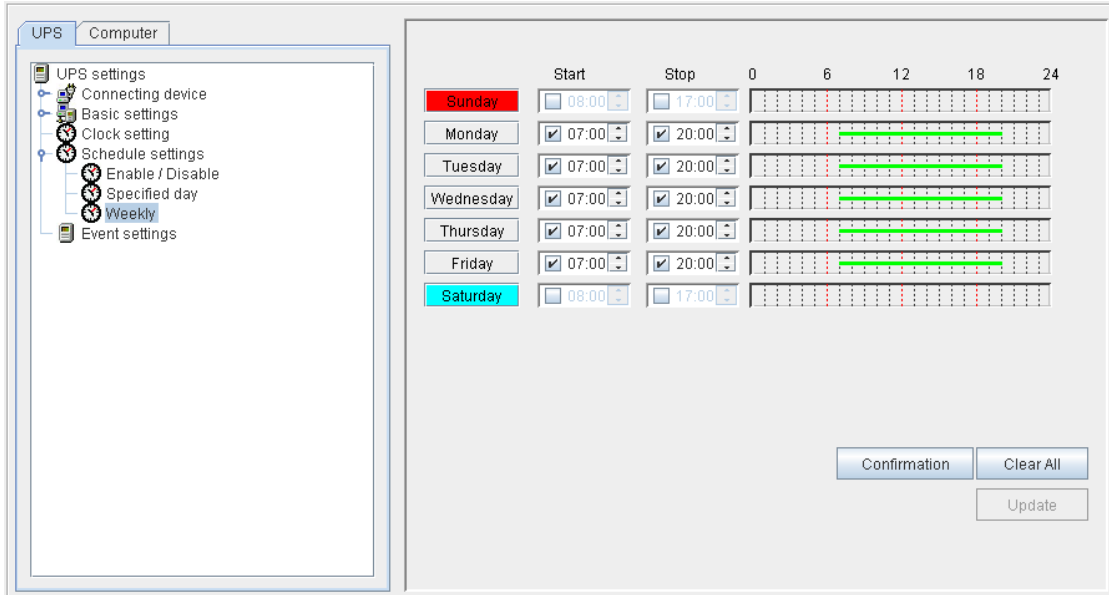 UPS Computer
UPS settings
Connecting device
Basic settings
Clock setting
Schedule settings
Enable / Disable
Specified day
Weekly
Event settings
Start Stop 0 6 12 18 24
Sunday 08:00 17:00
Monday 07:00 20:00
Tuesday 07:00 20:00
Wednesday 07:00 20:00
Thursday 07:00 20:00
Friday 07:00 20:00
Saturday 08:00 17:00
Confirmation Clear All
Update